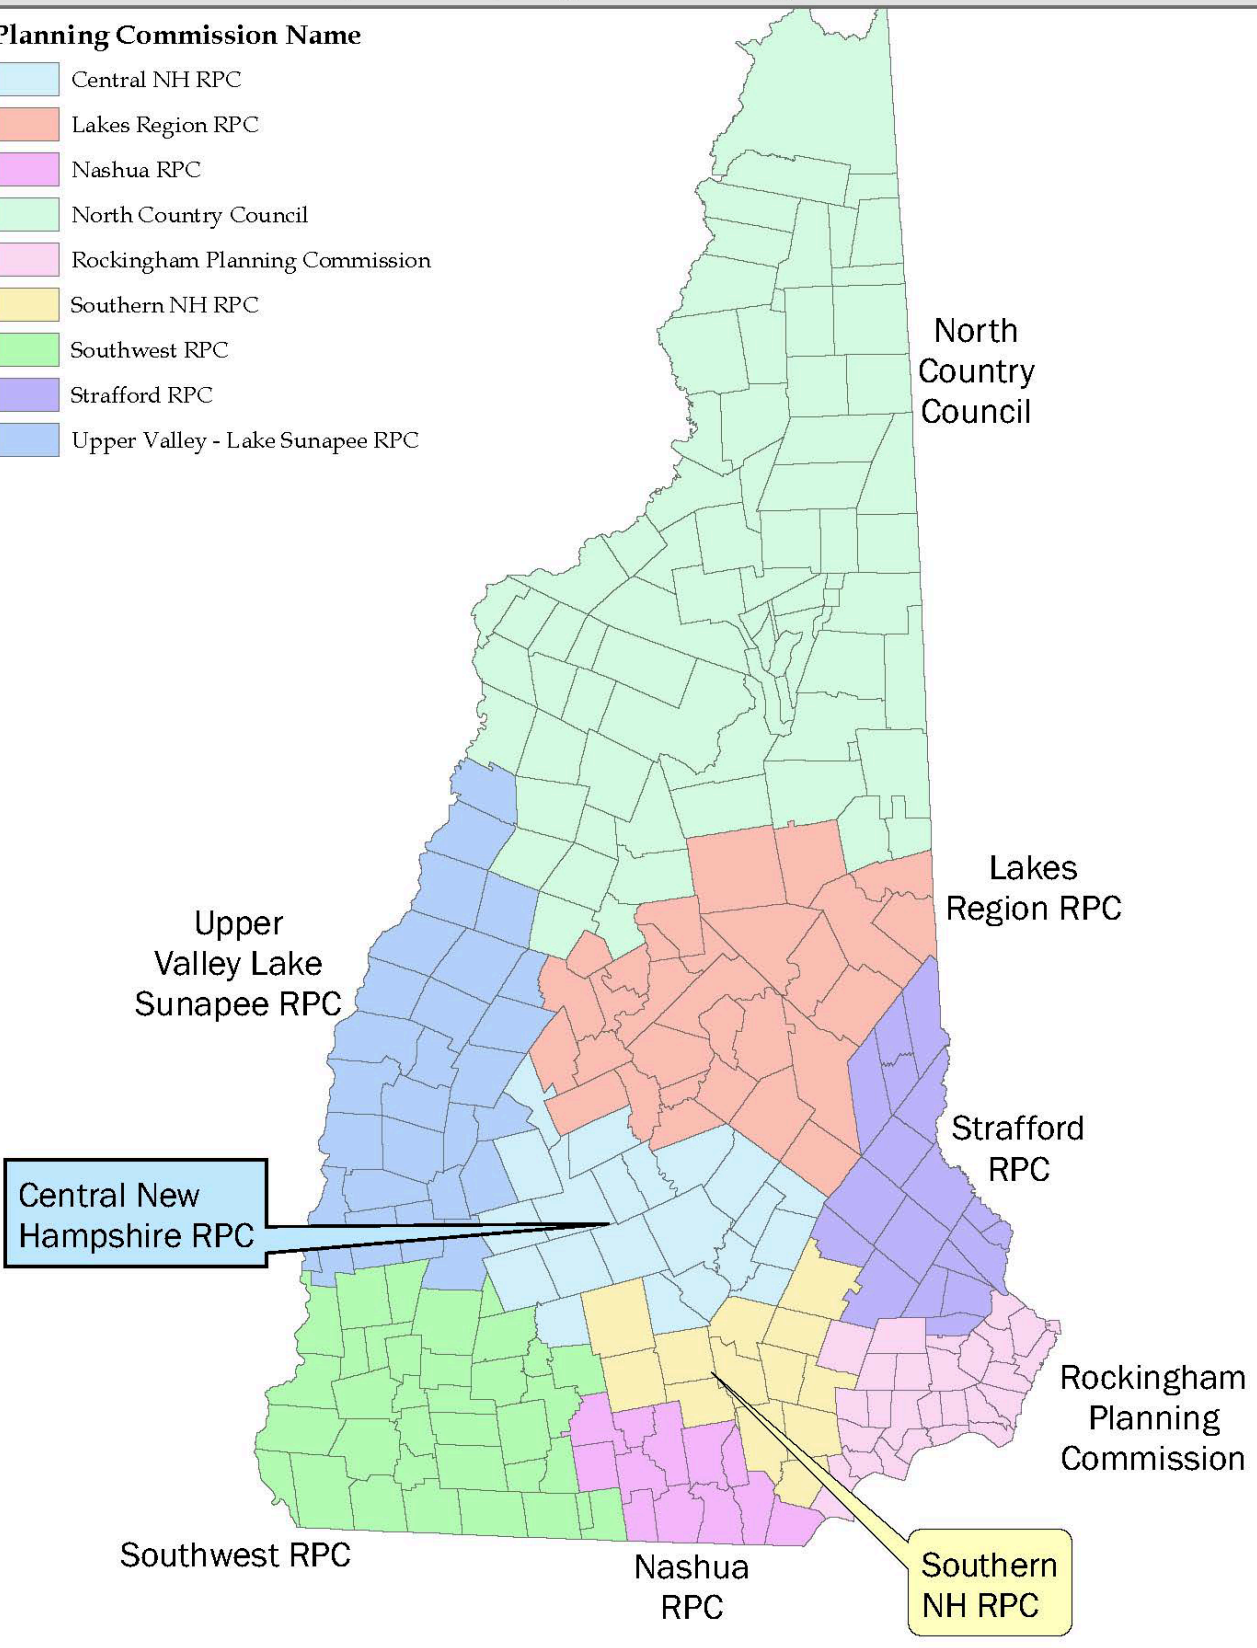 Planning Commission Name
Central NH RPC
Lakes Region RPC
Nashua RPC
North Country Council
Rockingham Planning Commission
Southern NH RPC
Southwest RPC
Strafford RPC
Upper Valley - Lake Sunapee RPC
North
Country
Council
Lakes
Region RPC
Upper
Valley Lake
Sunapee RPC
Strafford
RPC
Central New
Hampshire RPC
Rockingham
Planning
Commission
Southwest RPC
Nashua
RPC
Southern
NH RPC